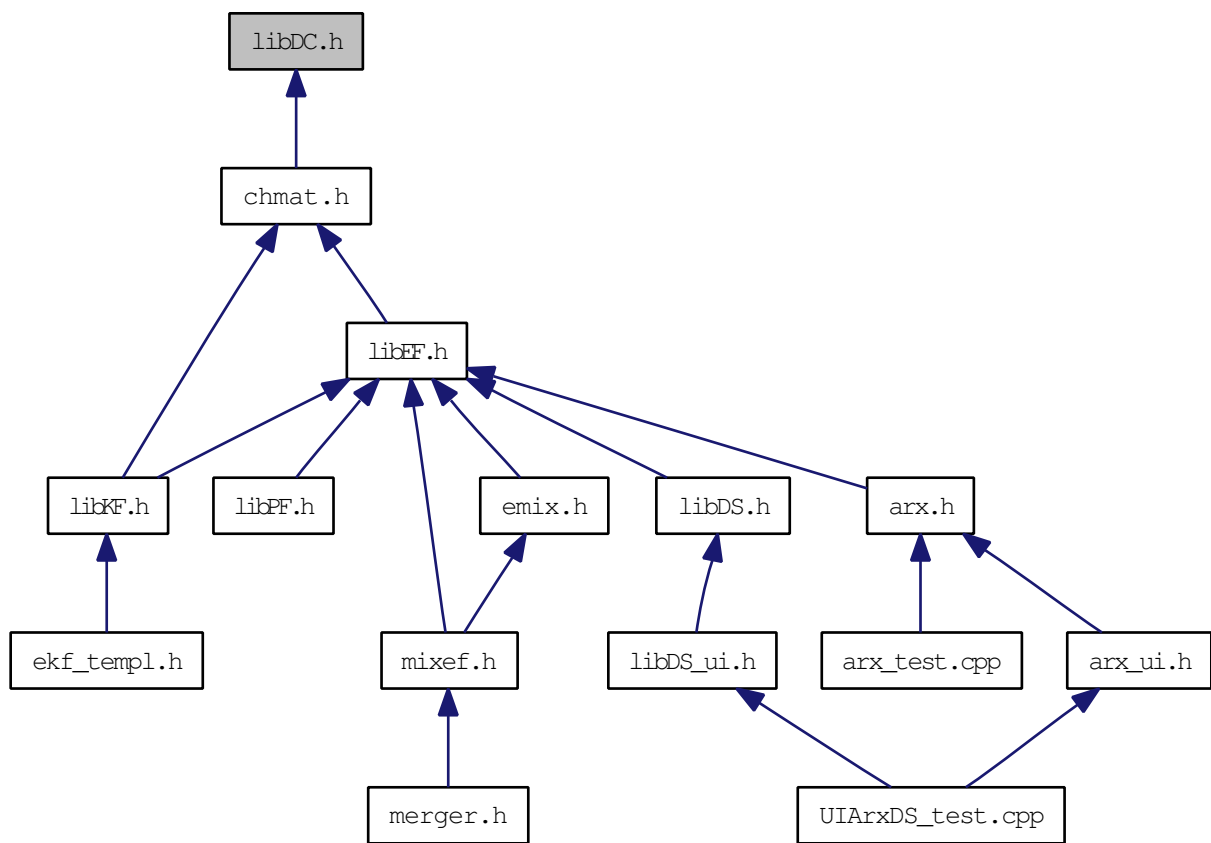 libDC.h
chmat.h
libEF.h
libKF.h
libPF.h
emix.h
libDS.h
arx.h
ekf_templ.h
mixef.h
libDS_ui.h
arx_test.cpp
arx_ui.h
merger.h
UIArxDS_test.cpp